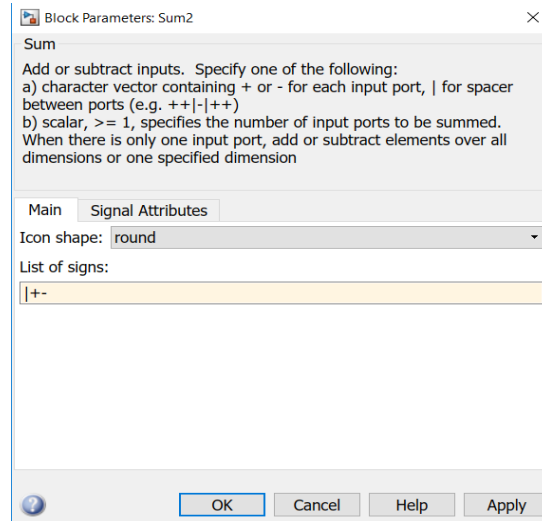 Block Parameters: Sum2
Sum
Add or subtract inputs.  Specify one of the following:
a) character vector containing + or - for each input port, | for spacer
between ports (e.g. ++|-|++)
b) scalar, >= 1, specifies the number of input ports to be summed.
When there is only one input port, add or subtract elements over all
dimensions or one specified dimension
Main Signal Attributes
Icon shape: round
List of signs:
|+-
OK Cancel Help Apply